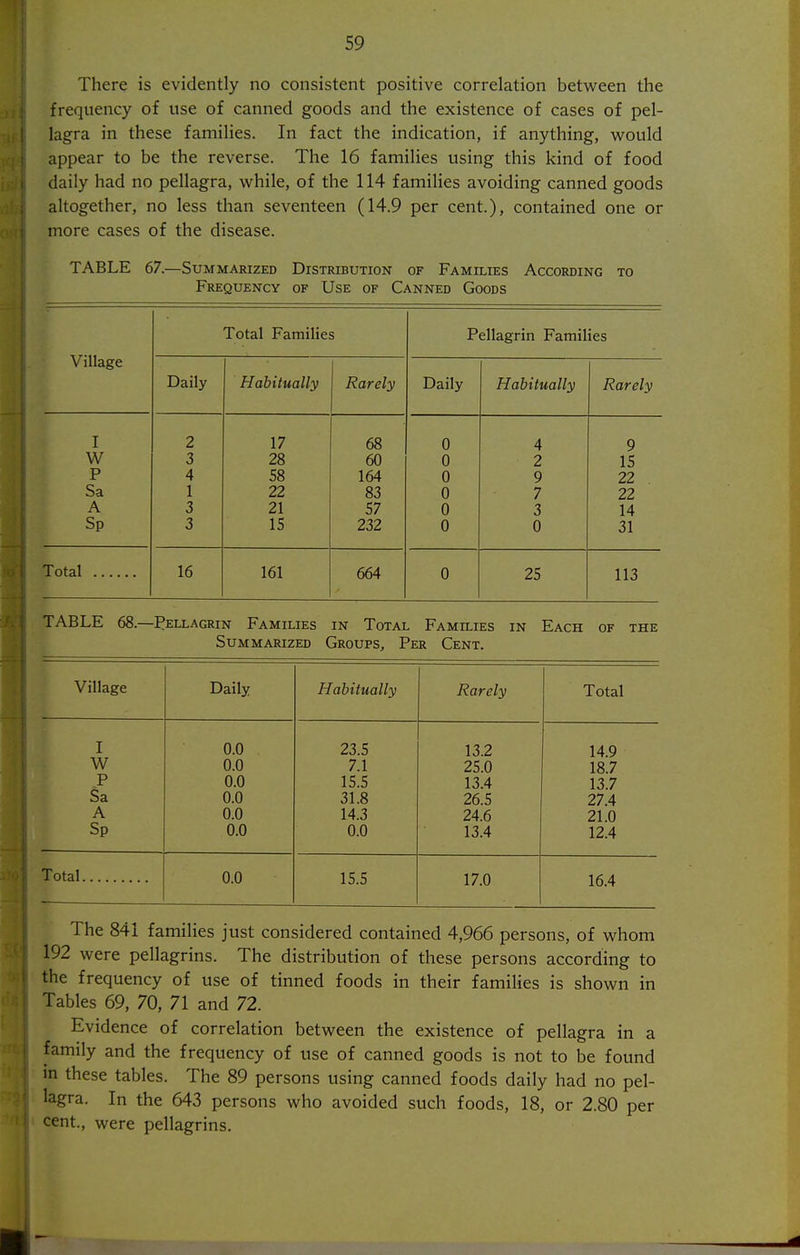 59
There is evidently no consistent positive correlation between the
frequency of use of canned goods and the existence of cases of pel-
lagra in these families. In fact the indication, if anything, would
appear to be the reverse. The 16 families using this kind of food
daily had no pellagra, while, of the 114 families avoiding canned goods
altogether, no less than seventeen (14.9 per cent.), contained one or
more cases of the disease.
TABLE 67.—Summarized Distribution of Families According to
Frequency of Use of Canned Goods
Village Total Families Pellagrin Families
Daily Habitually Rarely Daily Habitually Rarely
I 2 17 68 0 4 9
W 3 28 60 0 2 15
P 4 58 164 0 9 22
Sa 1 22 83 0 7 22
A 3 21 57 0 3 14
Sp 3 15 232 0 0 31
Total ...... 16 161 664 0 25 113
TABLE 68.—Pellagrin Families in Total Families in Each of the
Summarized Groups, Per Cent.
Village Daily Habitually Rarely Total
I 0.0 23.5 13.2 14.9
W 0.0 7.1 25.0 18.7
P 0.0 15.5 13.4 13.7
Sa 0.0 31.8 26.5 27.4
A 0.0 14.3 24.6 21.0
Sp 0.0 0.0 13.4 12.4
Total......... 0.0 15.5 17.0 16.4
The 841 families just considered contained 4,966 persons, of whom
192 were pellagrins. The distribution of these persons according to
the frequency of use of tinned foods in their families is shown in
Tables 69, 70, 71 and 72.
Evidence of correlation between the existence of pellagra in a
family and the frequency of use of canned goods is not to be found
in these tables. The 89 persons using canned foods daily had no pel-
lagra. In the 643 persons who avoided such foods, 18, or 2.80 per
cent., were pellagrins.